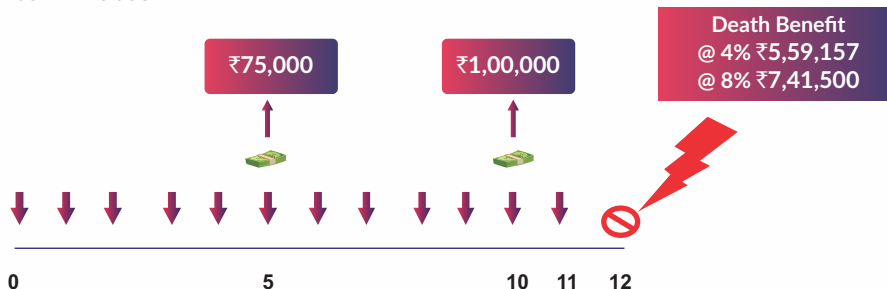 Death Benefit
@ 4% ₹5,59,157
@ 8% ₹7,41,500
₹75,000
₹1,00,000
0 5 10 11 12